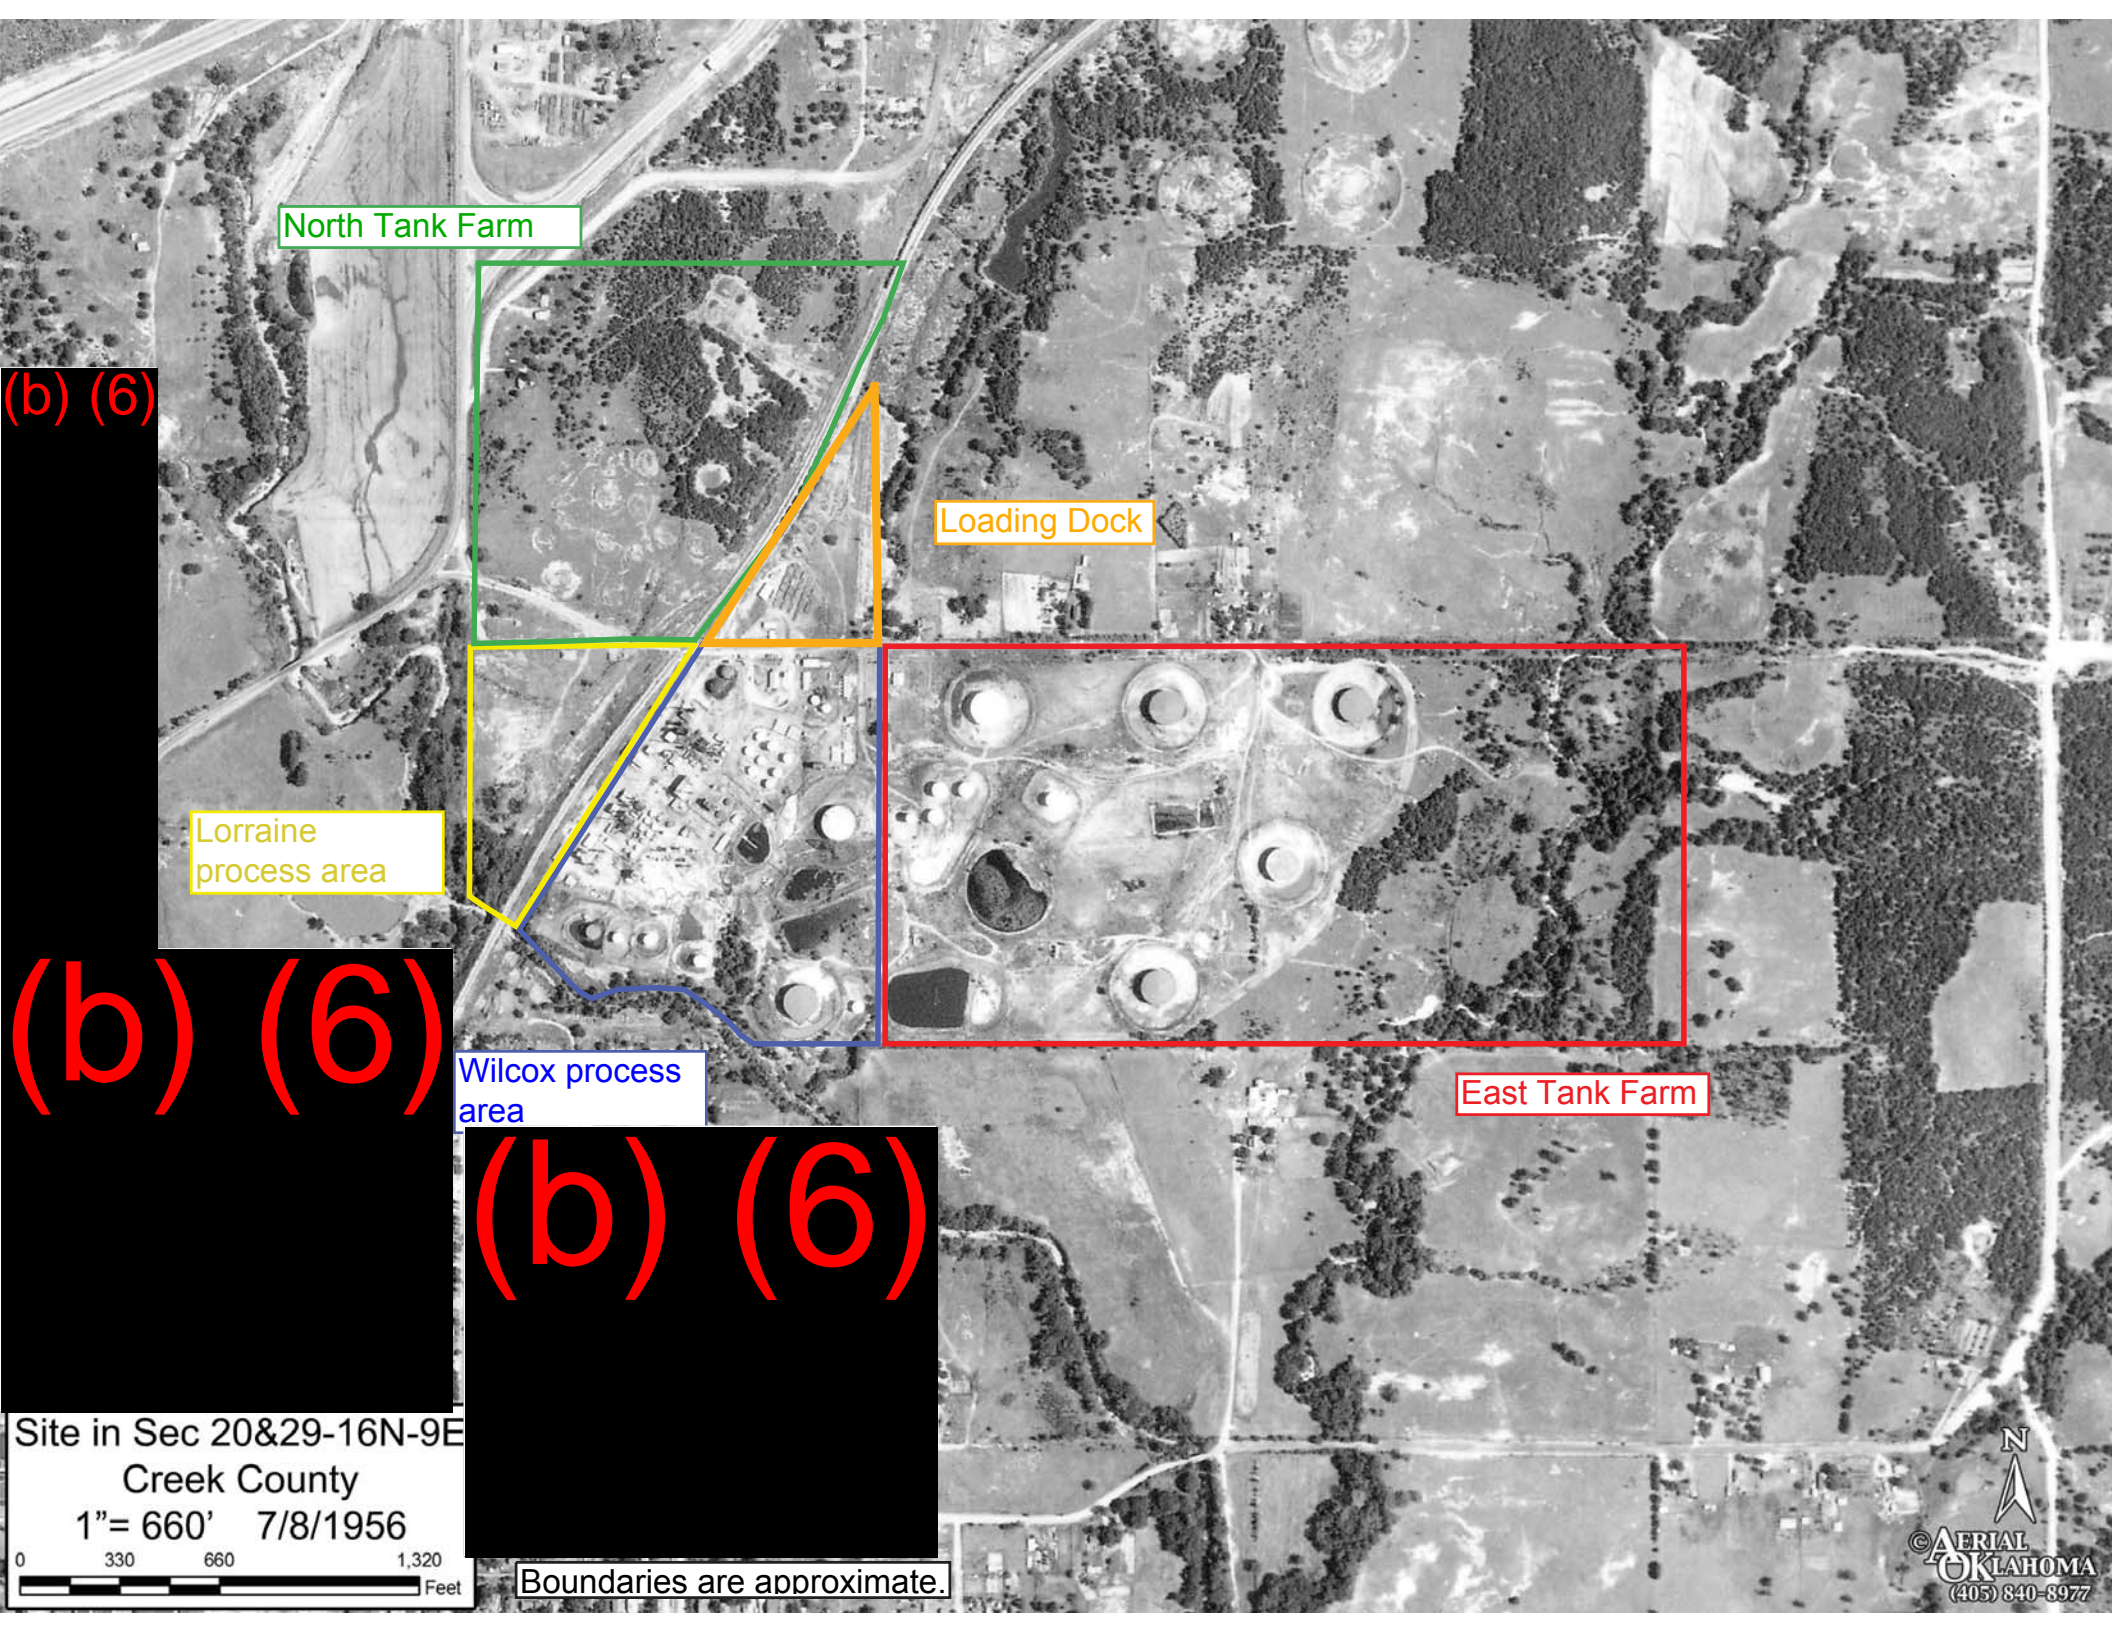 North Tank Farm
(b) (6)
Loading Dock
Lorraine
process area
(b) (6)
Wilcox process
area
East Tank Farm
(b) (6)
Site in Sec 20&29-16N-9E
Creek County
1"= 660' 7/8/1956
0 330 660 1,320
Feet
Boundaries are approximate.
N
©AERIAL
OKLAHOMA
(405) 840-8977